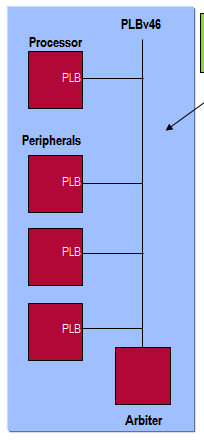 PLBv46
Processor
PLB
Peripherals
PLB
PLB
PLB
Arbiter